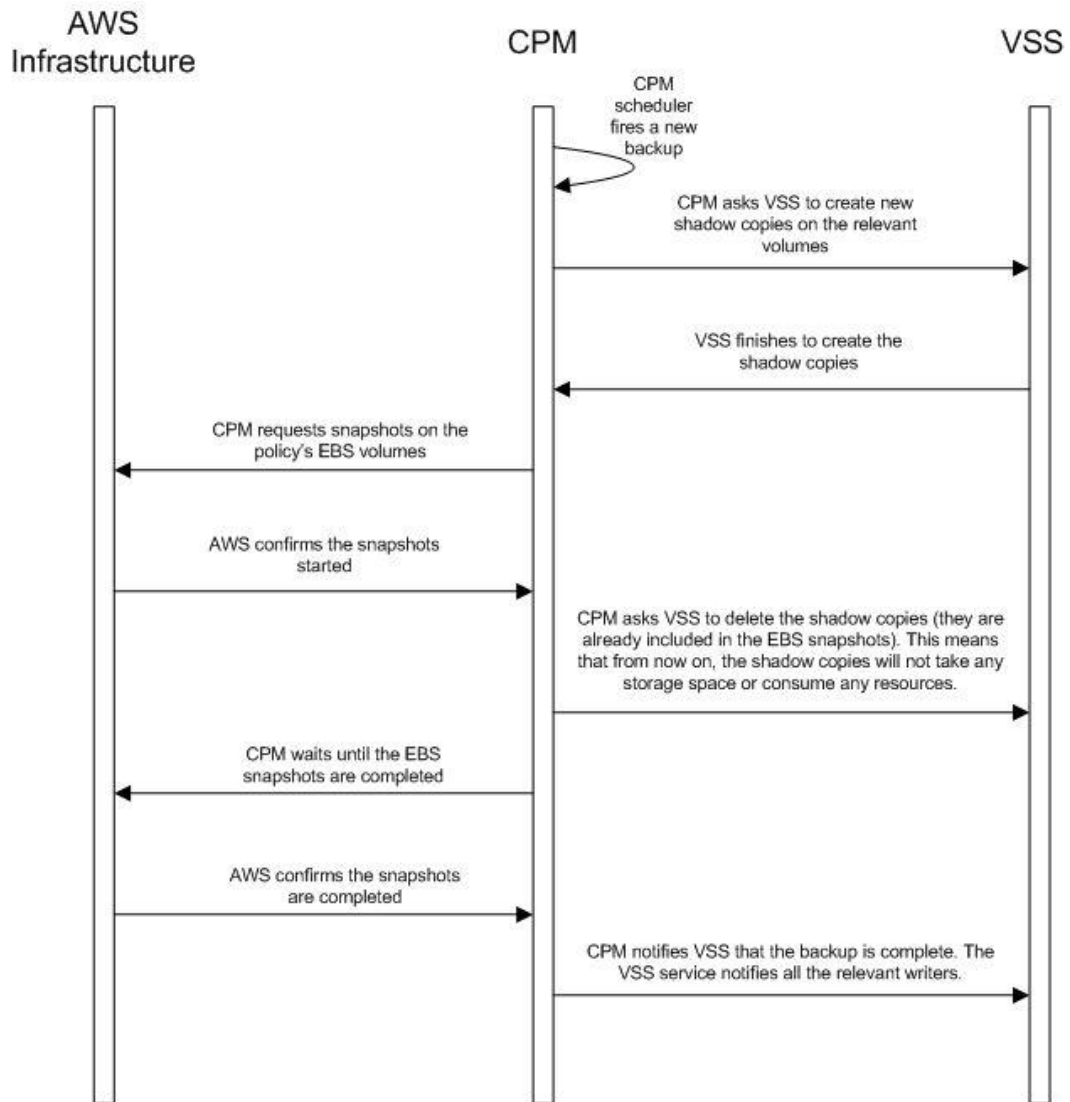 AWS
Infrastructure
CPM
VSS
CPM
scheduler
fires a new
backup
CPM asks VSS to create new
shadow copies on the relevant
volumes
VSS finishes to create the
shadow copies
CPM requests snapshots on the
policy's EBS volumes
AWS confirms the snapshots
started
CPM asks VSS to delete the shadow copies (they are
already included in the EBS snapshots). This means
that from now on, the shadow copies will not take any
storage space or consume any resources.
CPM waits until the EBS
snapshots are completed
AWS confirms the snapshots
are completed
CPM notifies VSS that the backup is complete. The
VSS service notifies all the relevant writers.